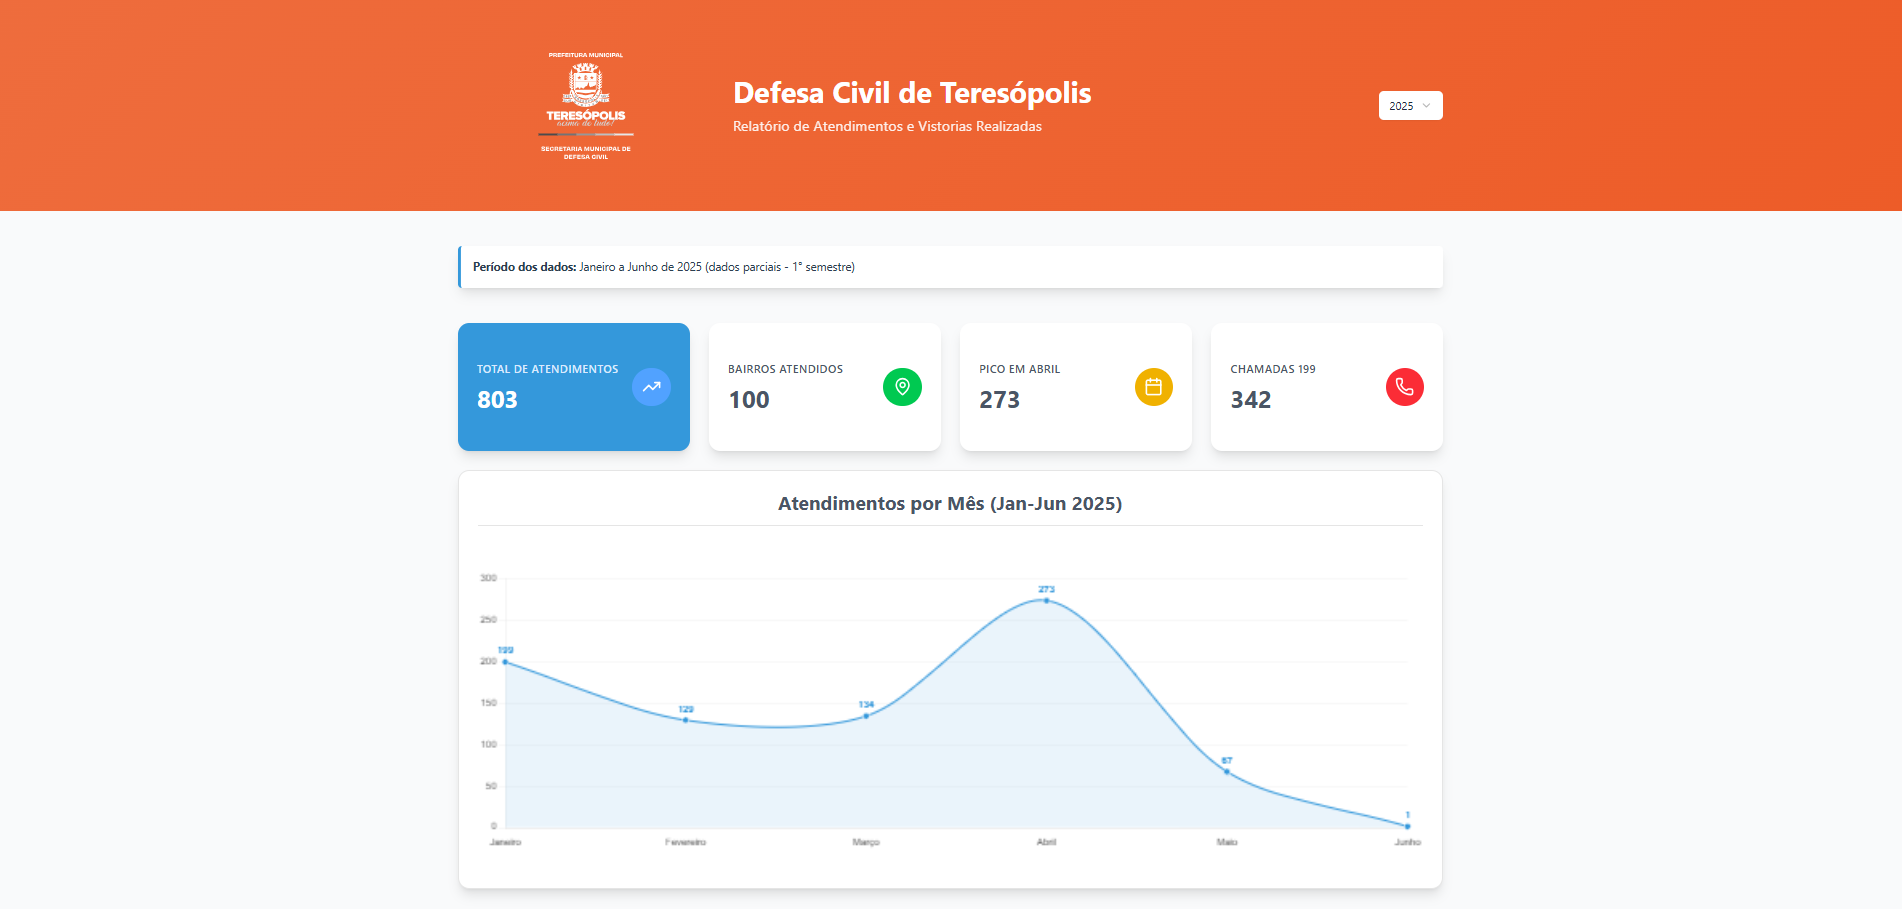 PREFEITURA MUNICIPAL
TERESÓPOLIS
acima de tudo!
SECRETARIA MUNICIPAL DE
DEFESA CIVIL
Defesa Civil de Teresópolis
Relatório de Atendimentos e Vistorias Realizadas
2025
Período dos dados: Janeiro a Junho de 2025 (dados parciais - 1° semestre)
TOTAL DE ATENDIMENTOS
803
BAIRROS ATENDIDOS
100
PICO EM ABRIL
273
CHAMADAS 199
342
Atendimentos por Mês (Jan-Jun 2025)
300
250
200
150
100
50
0
199
129
134
273
67
1
Janeiro
Fevereiro
Março
Abril
Maio
Junho